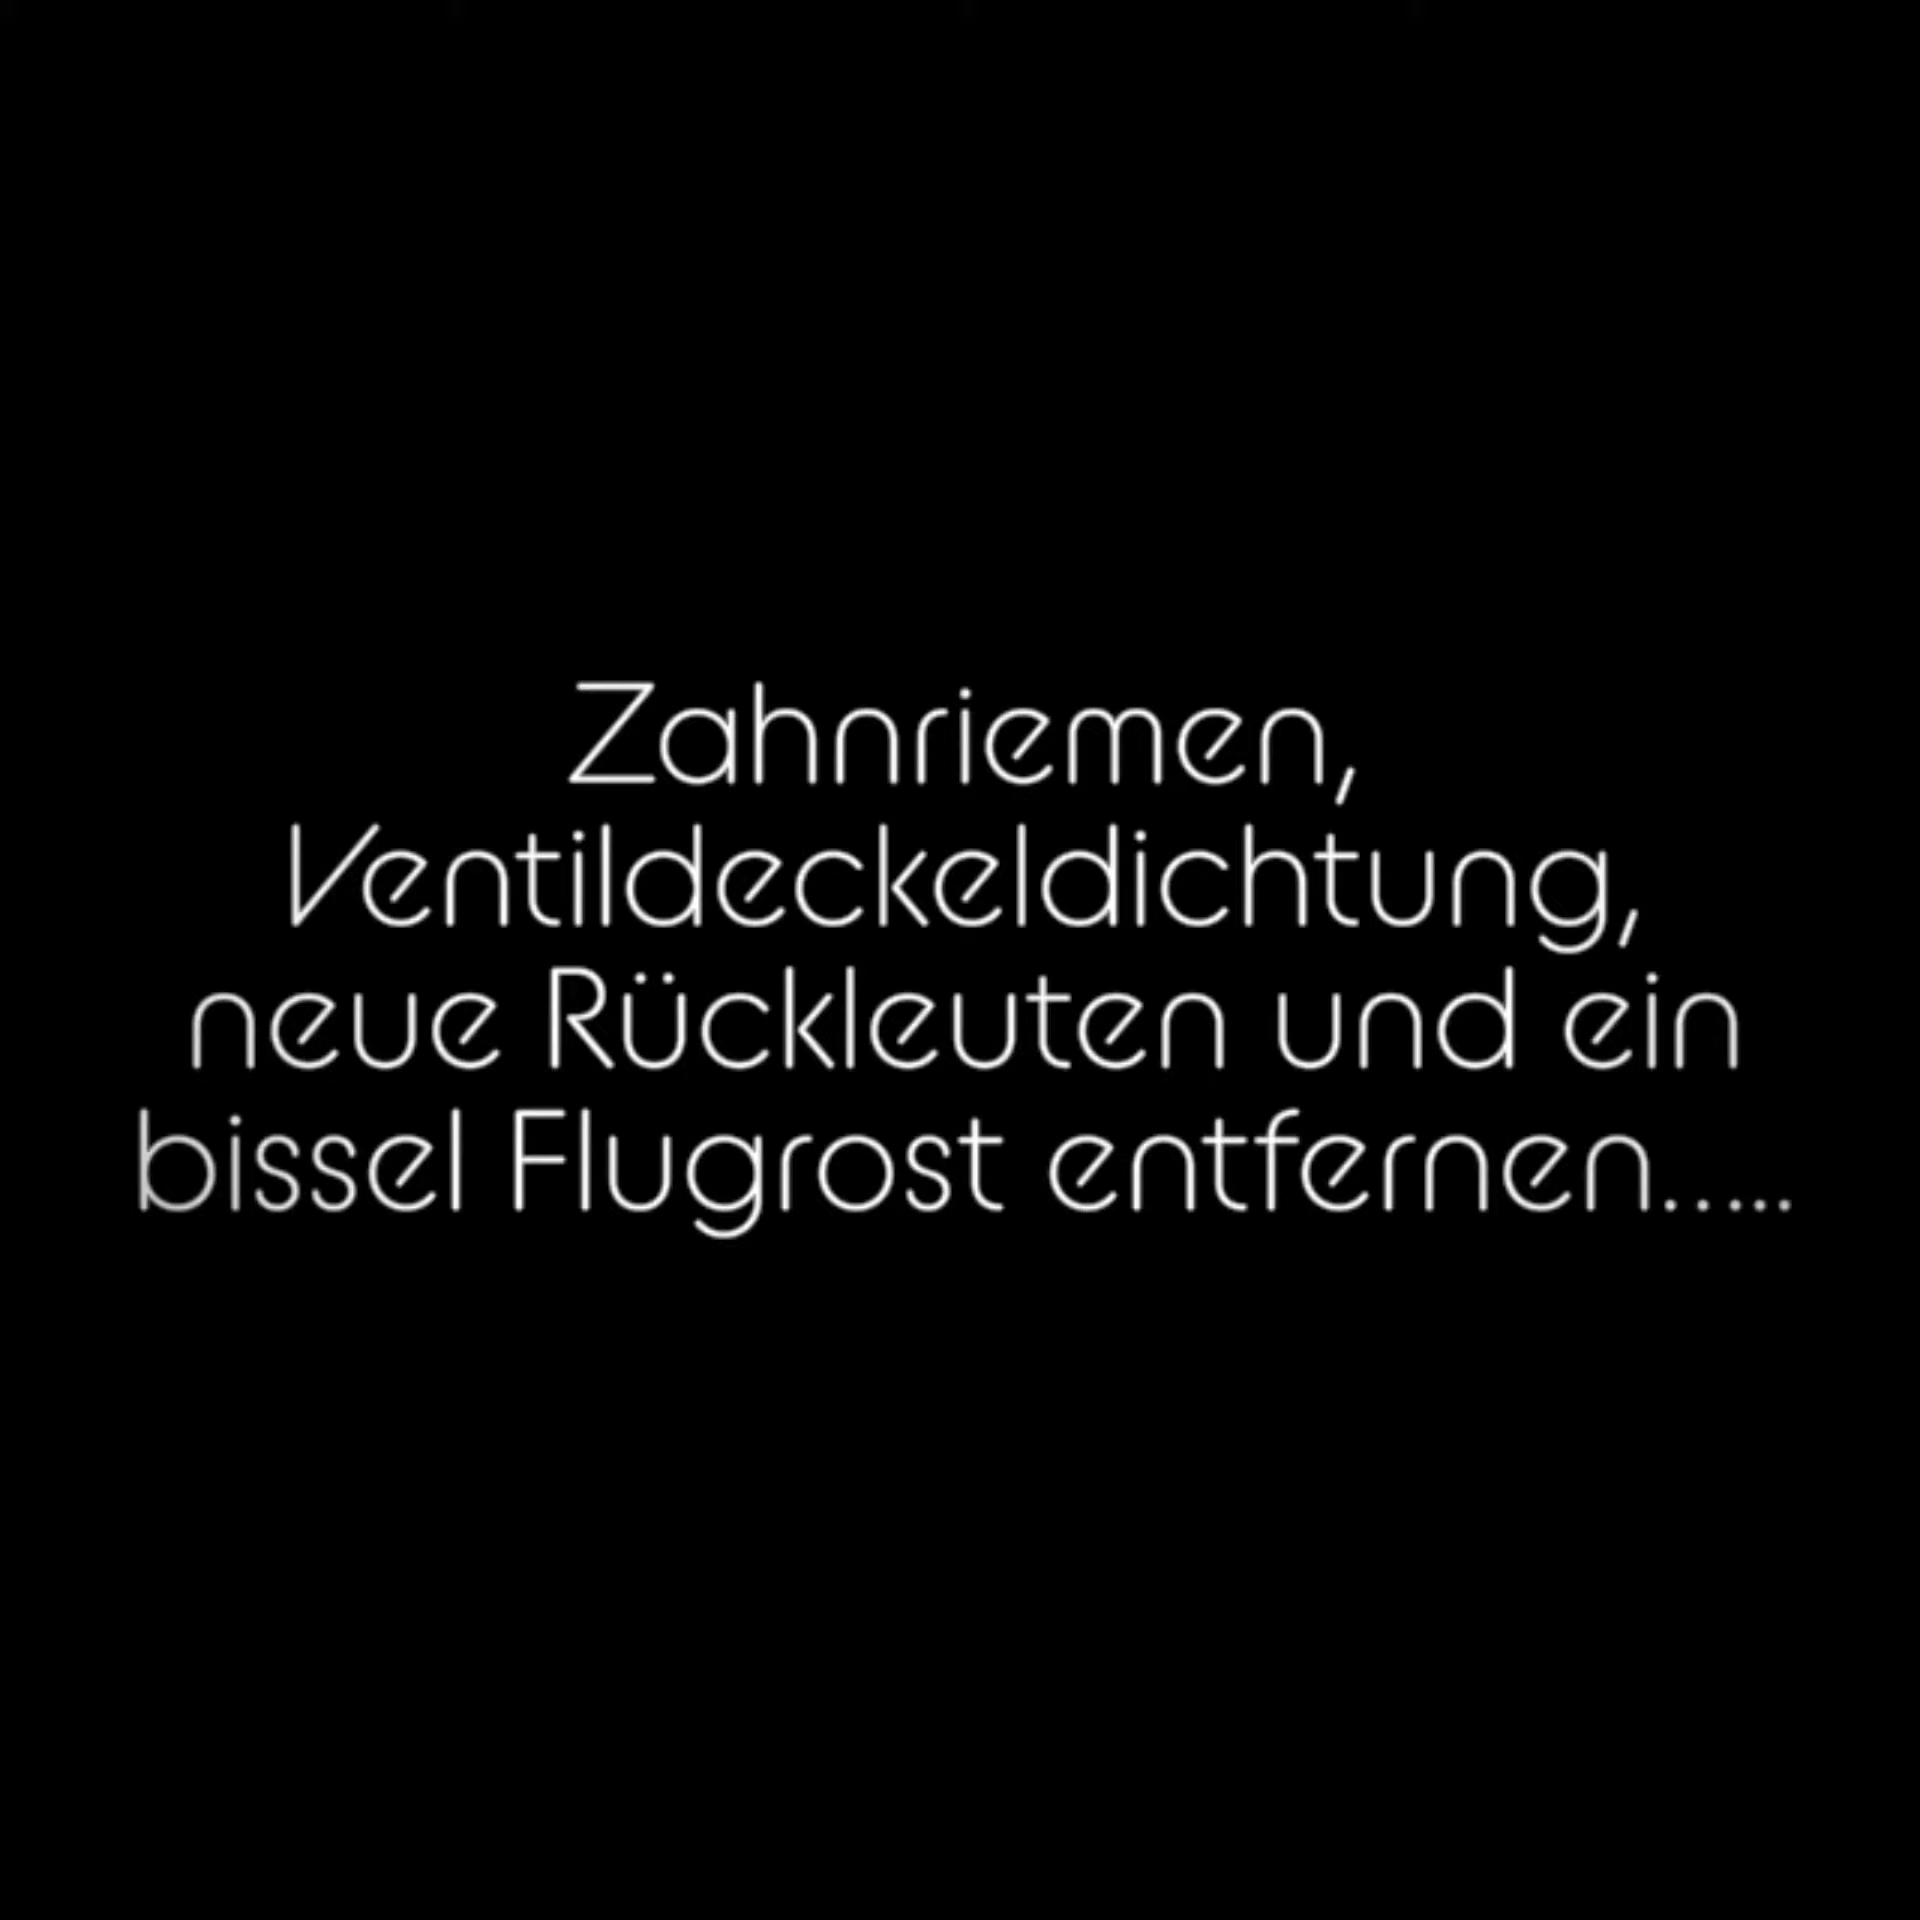 Zahnriemen,
Ventildeckeldichtung,
neue Rückleuten und ein
bissel Flugrost entfernen.....